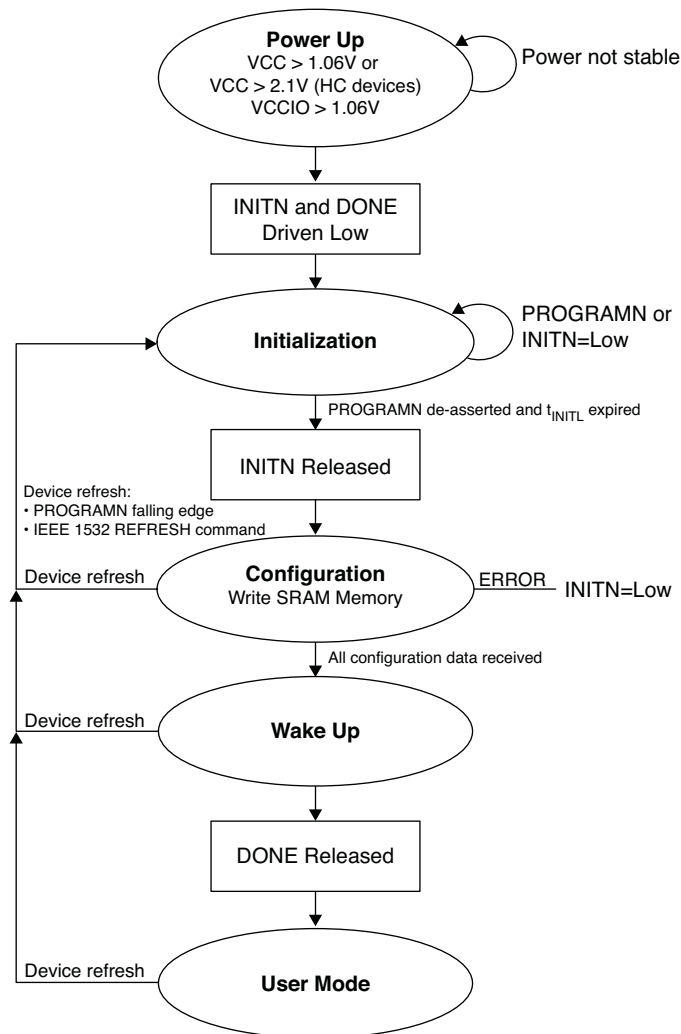 Power Up
VCC > 1.06V or
VCC > 2.1V (HC devices)
VCCIO > 1.06V
Power not stable
INITN and DONE
Driven Low
Initialization
PROGRAMN or
INITN=Low
PROGRAMN de-asserted and tINITL expired
INITN Released
Device refresh:
• PROGRAMN falling edge
• IEEE 1532 REFRESH command
Device refresh
Configuration
Write SRAM Memory
ERROR
INITN=Low
All configuration data received
Device refresh
Wake Up
DONE Released
Device refresh
User Mode